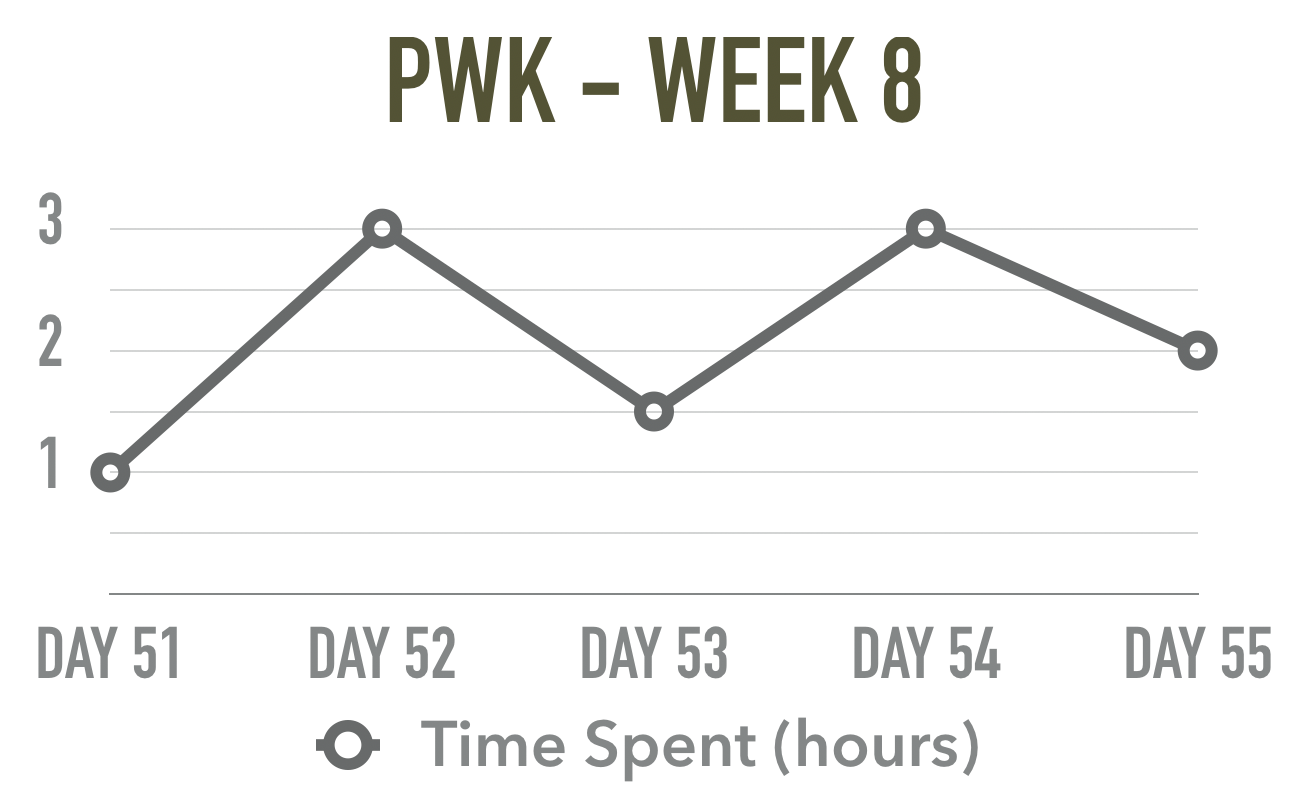 PWK – WEEK 8
3
2
1
DAY 51 DAY 52 DAY 53 DAY 54 DAY 55
Time Spent (hours)